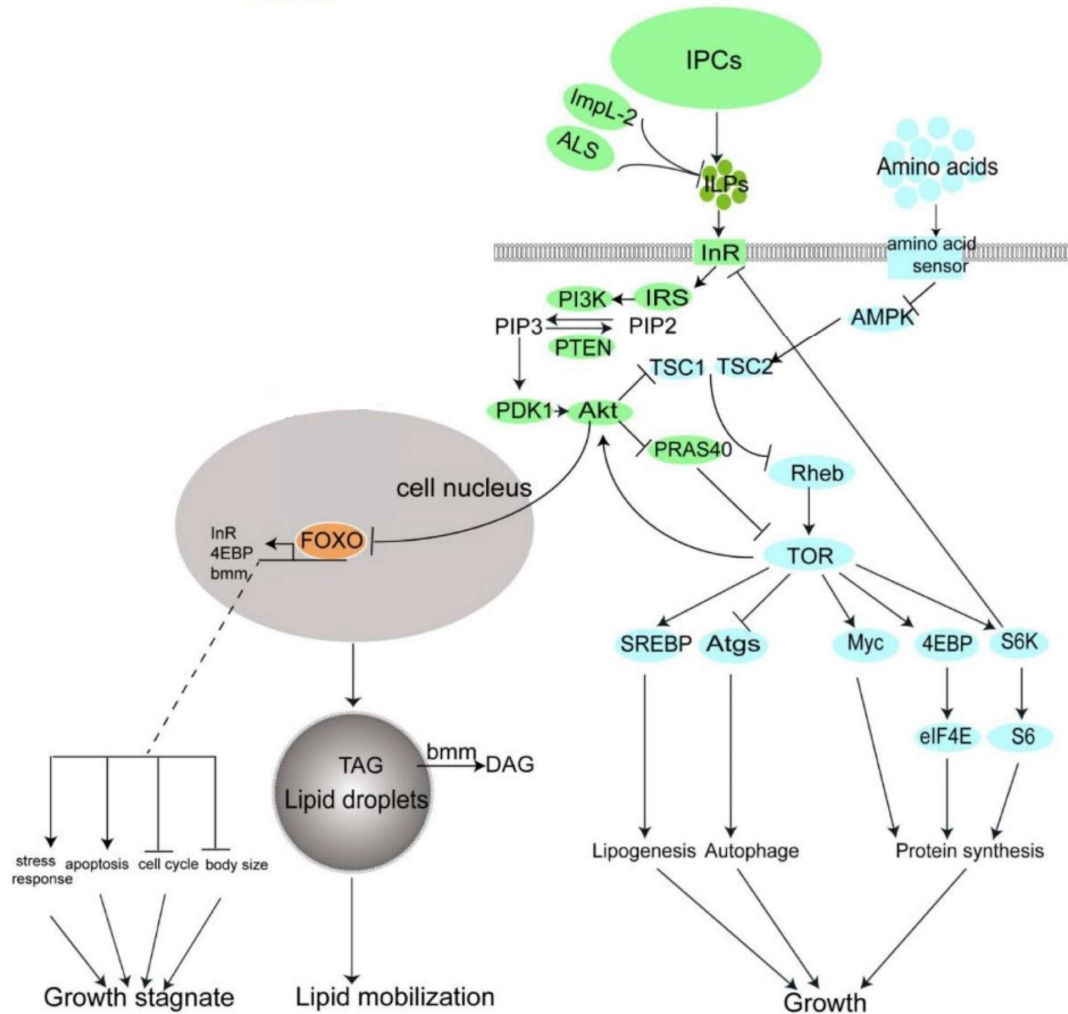 IPCs
ImpL-2
ALS
ILPs
Amino acids
InR
amino acid
sensor
PI3K
IRS
AMPK
PIP3
PIP2
PTEN
TSC1
TSC2
PDK1
Akt
PRAS40
Rheb
cell nucleus
InR
4EBP
bmm
FOXO
TOR
SREBP
Atgs
Myc
4EBP
S6K
eIF4E
S6
TAG
bmm
DAG
Lipid droplets
stress
response
apoptosis
cell cycle
body size
Lipogenesis
Autophage
Protein synthesis
Growth stagnate
Lipid mobilization
Growth